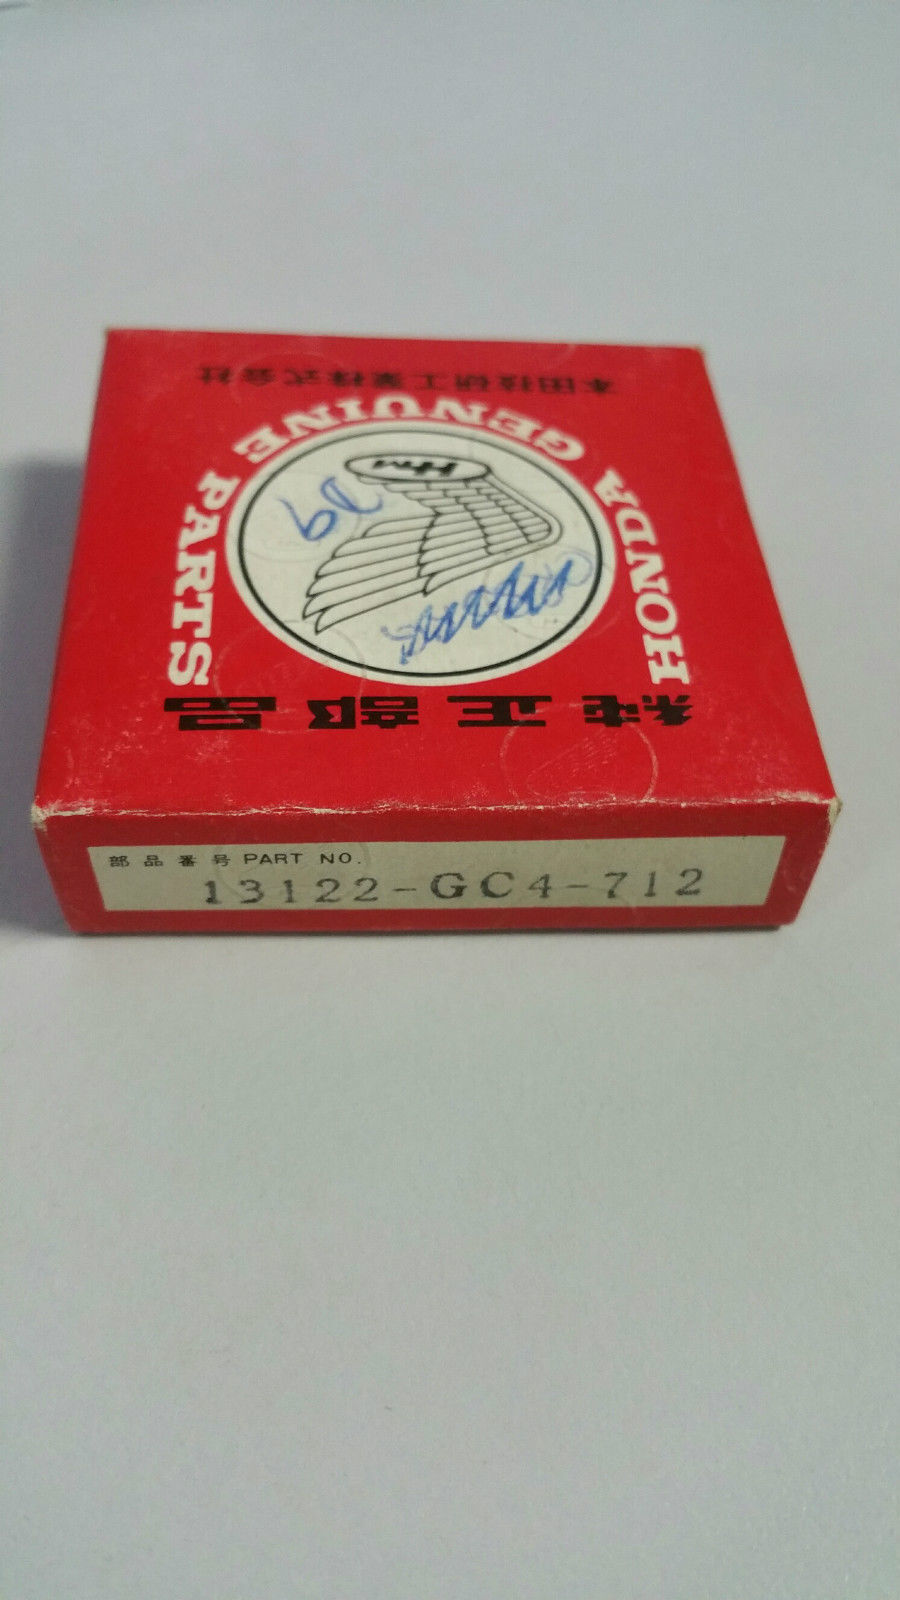 本田技研工業株式会社
HONDA GENUINE PARTS
HM
純正部品
部品番号 PART NO.
13122-GC4-712